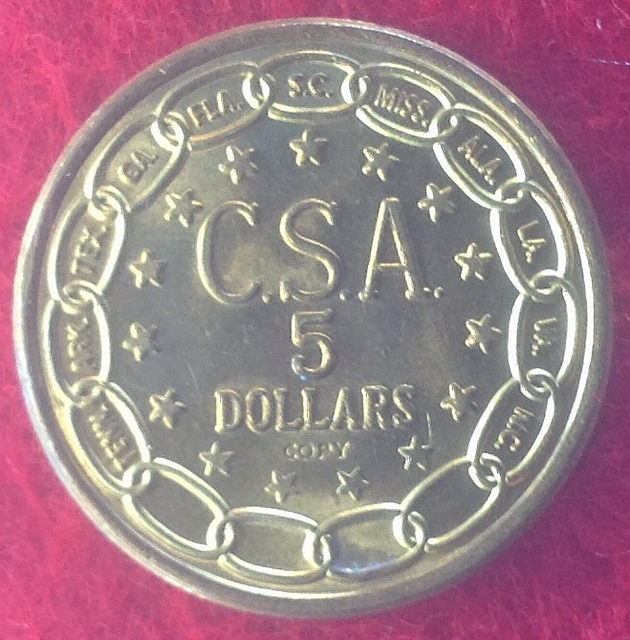 S.C.
MISS.
ALA.
LA.
VA.
N.C.
TENN.
ARK.
TEX.
GA.
FLA.
C.S.A.
5
DOLLARS
COPY